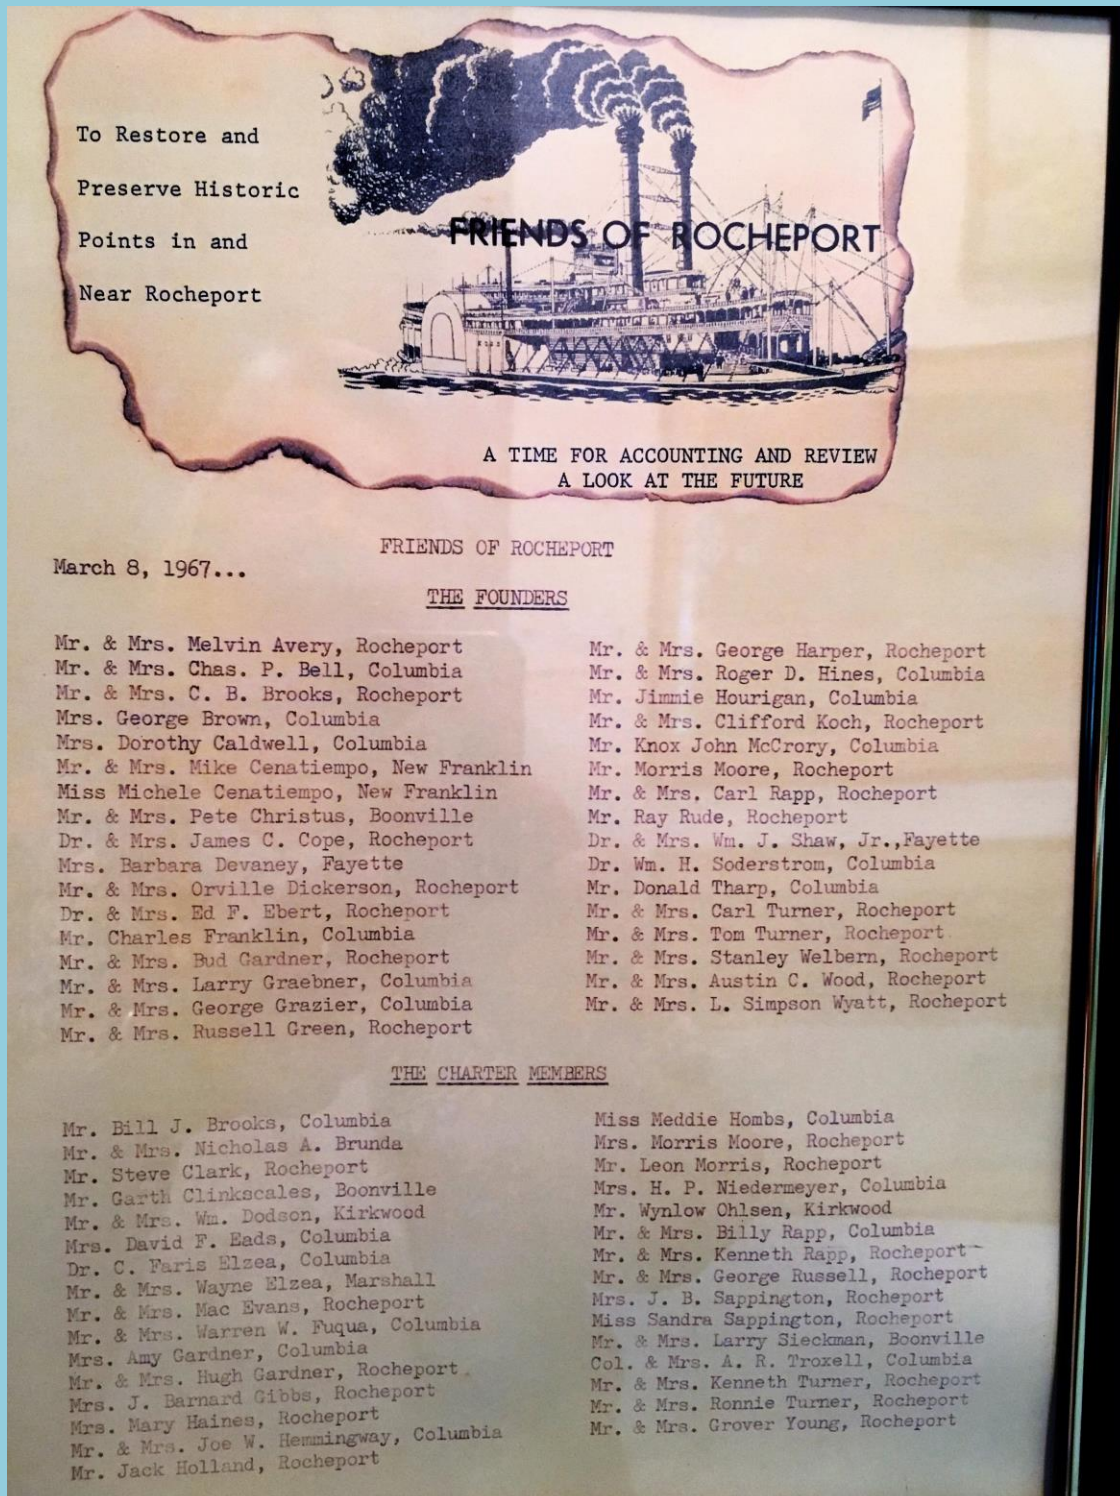 To Restore and
Preserve Historic
Points in and
Near Rocheport
FRIENDS OF ROCHEPORT
A TIME FOR ACCOUNTING AND REVIEW
A LOOK AT THE FUTURE
FRIENDS OF ROCHEPORT
March 8, 1967...
THE FOUNDERS
Mr. & Mrs. Melvin Avery, Rocheport
Mr. & Mrs. Chas. P. Bell, Columbia
Mr. & Mrs. C. B. Brooks, Rocheport
Mrs. George Brown, Columbia
Mrs. Dorothy Caldwell, Columbia
Mr. & Mrs. Mike Cenatiempo, New Franklin
Miss Michele Cenatiempo, New Franklin
Mr. & Mrs. Pete Christus, Boonville
Dr. & Mrs. James C. Cope, Rocheport
Mrs. Barbara Devaney, Fayette
Mr. & Mrs. Orville Dickerson, Rocheport
Dr. & Mrs. Ed F. Ebert, Rocheport
Mr. Charles Franklin, Columbia
Mr. & Mrs. Bud Gardner, Rocheport
Mr. & Mrs. Larry Graebner, Columbia
Mr. & Mrs. George Grazier, Columbia
Mr. & Mrs. Russell Green, Rocheport
Mr. & Mrs. George Harper, Rocheport
Mr. & Mrs. Roger D. Hines, Columbia
Mr. Jimmie Hourigan, Columbia
Mr. & Mrs. Clifford Koch, Rocheport
Mr. Knox John McCrory, Columbia
Mr. Morris Moore, Rocheport
Mr. & Mrs. Carl Rapp, Rocheport
Mr. Ray Rude, Rocheport
Dr. & Mrs. Wm. J. Shaw, Jr.,Fayette
Dr. Wm. H. Soderstrom, Columbia
Mr. Donald Tharp, Columbia
Mr. & Mrs. Carl Turner, Rocheport
Mr. & Mrs. Tom Turner, Rocheport
Mr. & Mrs. Stanley Welbern, Rocheport
Mr. & Mrs. Austin C. Wood, Rocheport
Mr. & Mrs. L. Simpson Wyatt, Rocheport
THE CHARTER MEMBERS
Mr. Bill J. Brooks, Columbia
Mr. & Mrs. Nicholas A. Brunda
Mr. Steve Clark, Rocheport
Mr. Garth Clinkscales, Boonville
Mr. & Mrs. Wm. Dodson, Kirkwood
Mrs. David F. Eads, Columbia
Dr. C. Faris Elzea, Columbia
Mr. & Mrs. Wayne Elzea, Marshall
Mr. & Mrs. Mac Evans, Rocheport
Mr. & Mrs. Warren W. Fuqua, Columbia
Mrs. Amy Gardner, Columbia
Mr. & Mrs. Hugh Gardner, Rocheport
Mrs. J. Barnard Gibbs, Rocheport
Mrs. Mary Haines, Rocheport
Mr. & Mrs. Joe W. Hemmingway, Columbia
Mr. Jack Holland, Rocheport
Miss Meddie Hombs, Columbia
Mrs. Morris Moore, Rocheport
Mr. Leon Morris, Rocheport
Mrs. H. P. Niedermeyer, Columbia
Mr. Wynlow Ohlsen, Kirkwood
Mr. & Mrs. Billy Rapp, Columbia
Mr. & Mrs. Kenneth Rapp, Rocheport
Mr. & Mrs. George Russell, Rocheport
Mrs. J. B. Sappington, Rocheport
Miss Sandra Sappington, Rocheport
Mr. & Mrs. Larry Sieckman, Boonville
Col. & Mrs. A. R. Troxell, Columbia
Mr. & Mrs. Kenneth Turner, Rocheport
Mr. & Mrs. Ronnie Turner, Rocheport
Mr. & Mrs. Grover Young, Rocheport